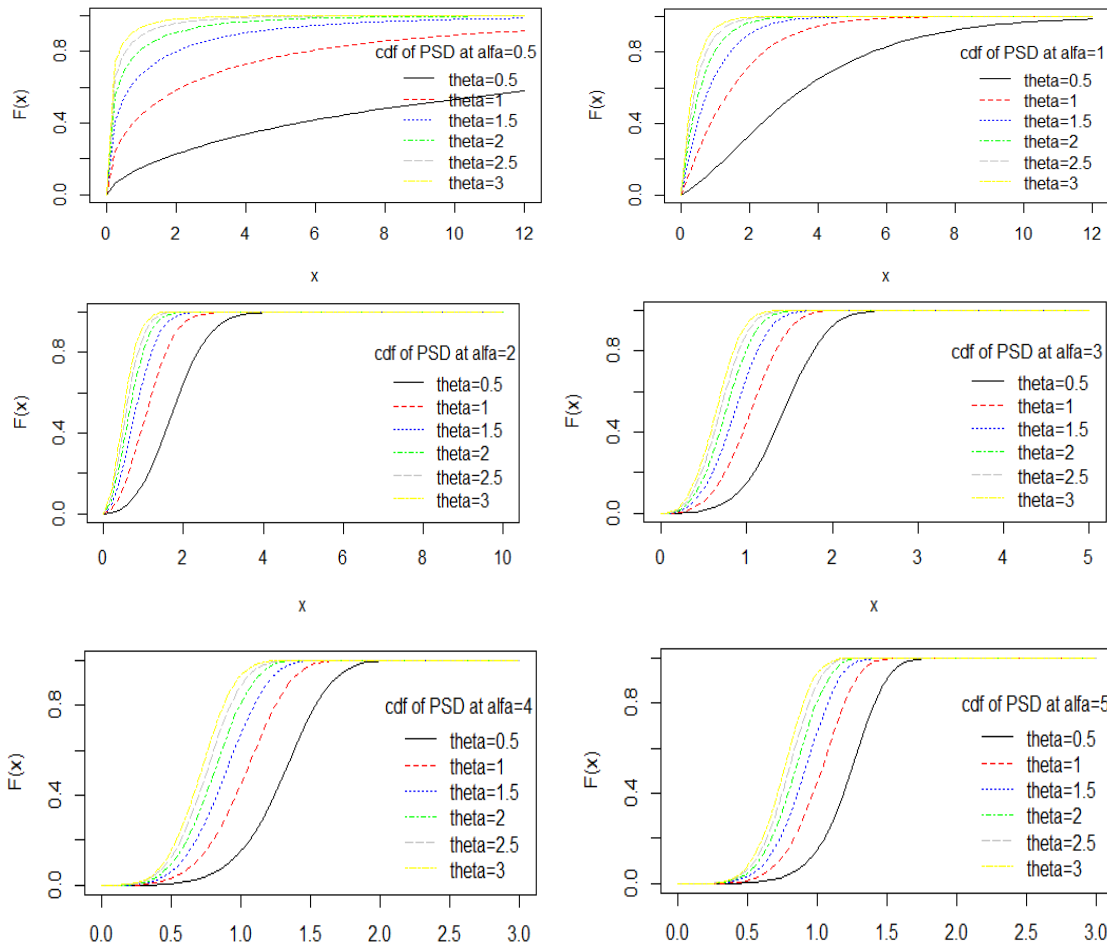 F(x)
0.0 0.4 0.8
cdf of PSD at alfa=0.5
theta=0.5
theta=1
theta=1.5
theta=2
theta=2.5
theta=3
0 2 4 6 8 10 12
x
F(x)
0.0 0.4 0.8
cdf of PSD at alfa=1
theta=0.5
theta=1
theta=1.5
theta=2
theta=2.5
theta=3
0 2 4 6 8 10 12
x
F(x)
0.0 0.4 0.8
cdf of PSD at alfa=2
theta=0.5
theta=1
theta=1.5
theta=2
theta=2.5
theta=3
0 2 4 6 8 10
x
F(x)
0.0 0.4 0.8
cdf of PSD at alfa=3
theta=0.5
theta=1
theta=1.5
theta=2
theta=2.5
theta=3
0 1 2 3 4 5
x
F(x)
0.0 0.4 0.8
cdf of PSD at alfa=4
theta=0.5
theta=1
theta=1.5
theta=2
theta=2.5
theta=3
0.0 0.5 1.0 1.5 2.0 2.5 3.0
F(x)
0.0 0.4 0.8
cdf of PSD at alfa=5
theta=0.5
theta=1
theta=1.5
theta=2
theta=2.5
theta=3
0.0 0.5 1.0 1.5 2.0 2.5 3.0